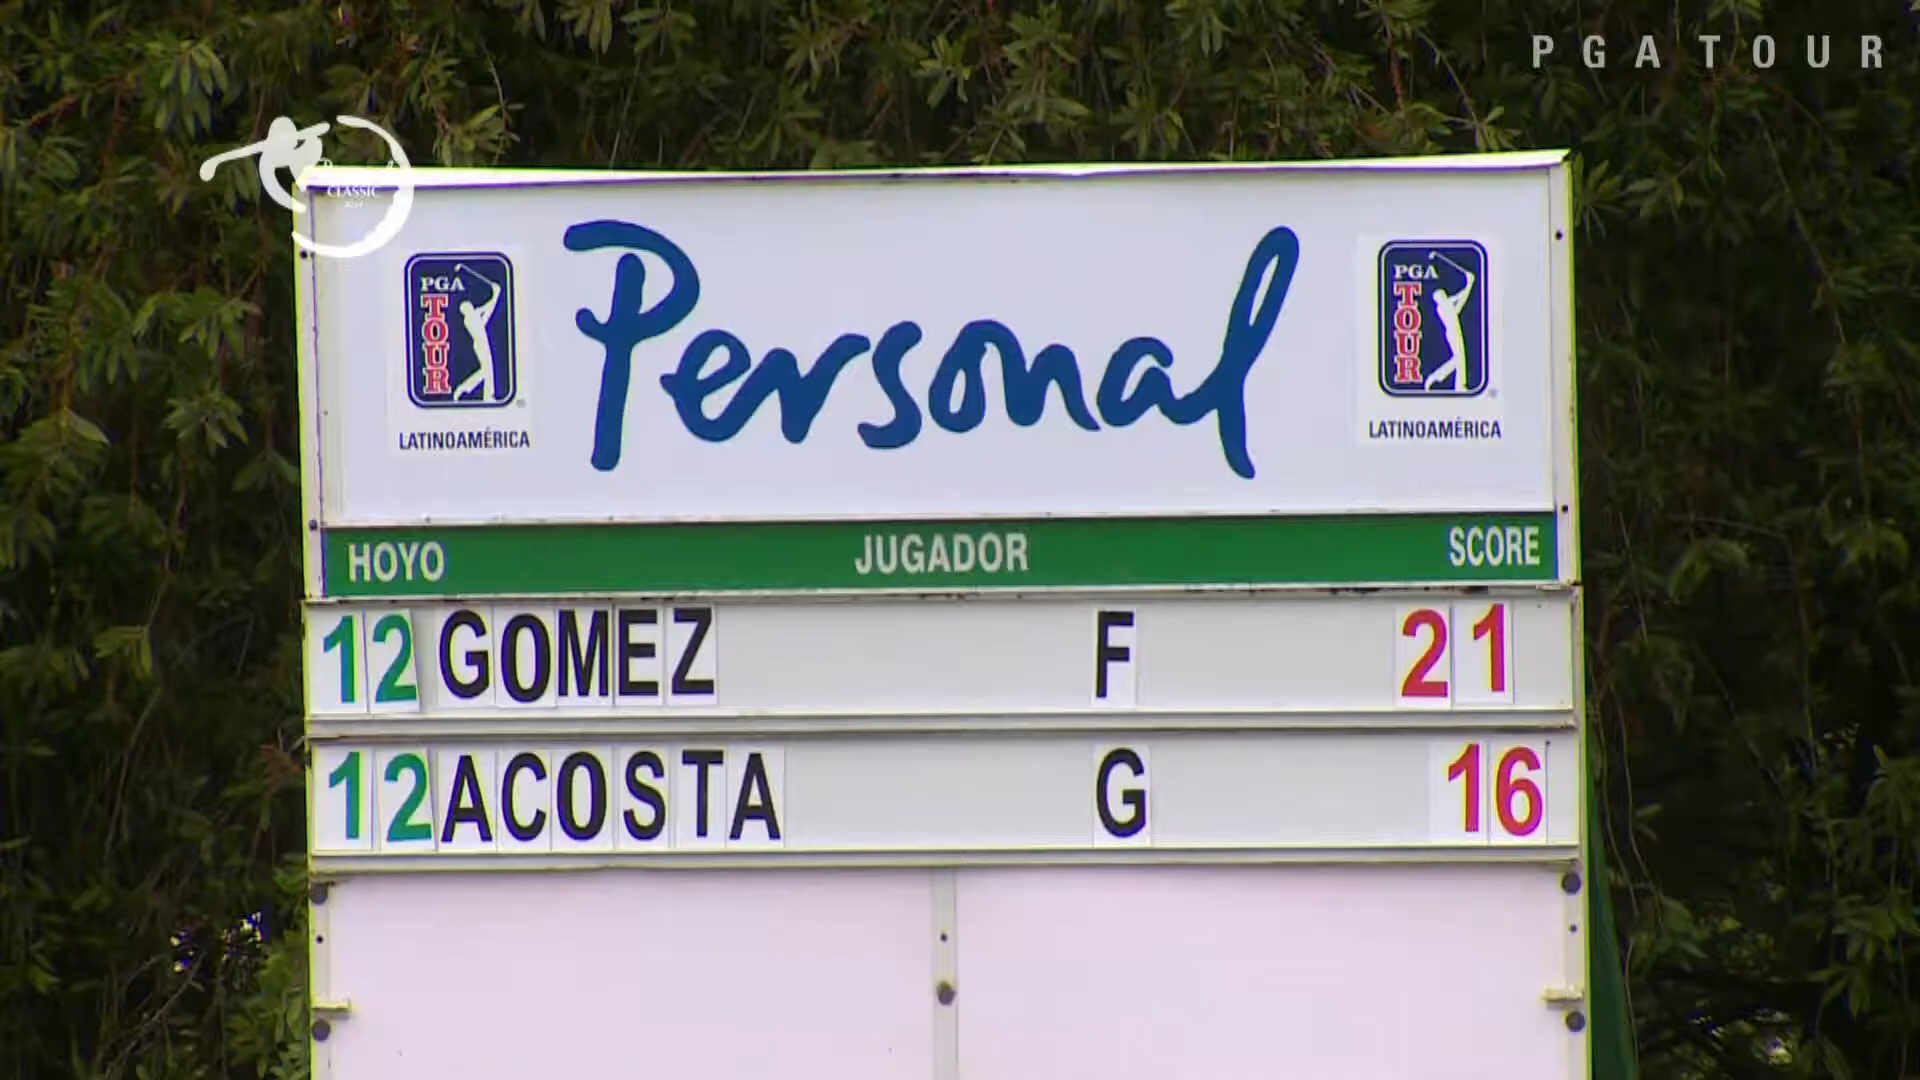 PGA TOUR
CLASSIC
Personal
PGA
TOUR
LATINOAMÉRICA
PGA
TOUR
LATINOAMÉRICA
HOYO JUGADOR SCORE
12 GOMEZ F 21
12 ACOSTA G 16